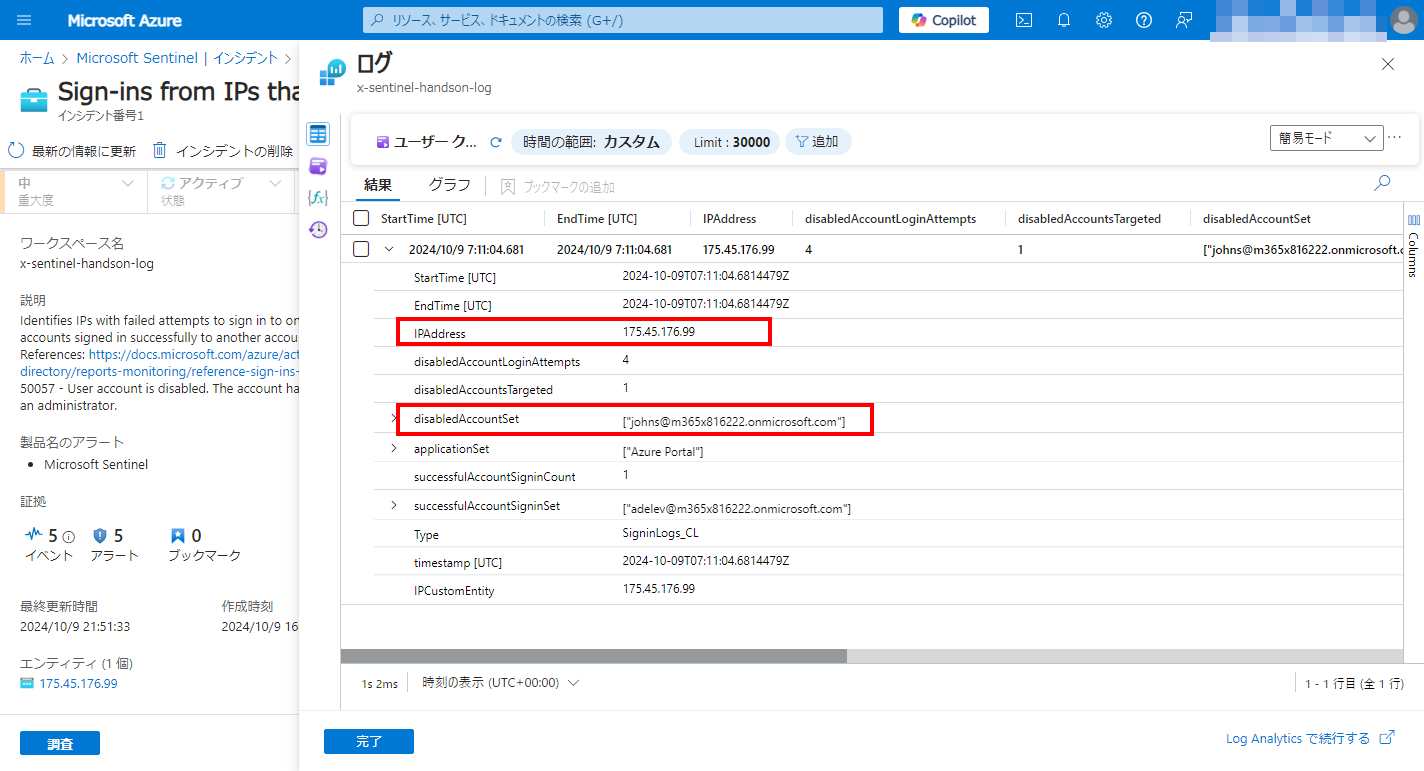 Microsoft Azure
リソース、サービス、ドキュメントの検索 (G+/)
Copilot
ホーム > Microsoft Sentinel | インシデント >
Sign-ins from IPs tha
インシデント番号1
最新の情報に更新 インシデントの削除
中
重大度
アクティブ
状態
ワークスペース名
x-sentinel-handson-log
説明
Identifies IPs with failed attempts to sign in to on
accounts signed in successfully to another accou
References: https://docs.microsoft.com/azure/act
directory/reports-monitoring/reference-sign-ins-
50057 - User account is disabled. The account ha
an administrator.
製品名のアラート
• Microsoft Sentinel
証拠
5
イベント
5
アラート
0
ブックマーク
最終更新時間
2024/10/9 21:51:33
作成時刻
2024/10/9 16
エンティティ (1 個)
175.45.176.99
調査
ログ
x-sentinel-handson-log
{fx}
ユーザー ク... 時間の範囲: カスタム Limit : 30000 追加 簡易モード ...
結果 グラフ ブックマークの追加
StartTime [UTC] EndTime [UTC] IPAddress disabledAccountLoginAttempts disabledAccountsTargeted disabledAccountSet
2024/10/9 7:11:04.681 2024/10/9 7:11:04.681 175.45.176.99 4 1 ["johns@m365x816222.onmicrosoft.c
StartTime [UTC] 2024-10-09T07:11:04.6814479Z
EndTime [UTC] 2024-10-09T07:11:04.6814479Z
IPAddress 175.45.176.99
disabledAccountLoginAttempts 4
disabledAccountsTargeted 1
disabledAccountSet ["johns@m365x816222.onmicrosoft.com"]
applicationSet ["Azure Portal"]
successfulAccountSigninCount 1
successfulAccountSigninSet ["adelev@m365x816222.onmicrosoft.com"]
Type SigninLogs_CL
timestamp [UTC] 2024-10-09T07:11:04.6814479Z
IPCustomEntity 175.45.176.99
Columns
1s 2ms 時刻の表示 (UTC+00:00) 1 - 1 行目 (全 1 行)
完了
Log Analytics で続行する